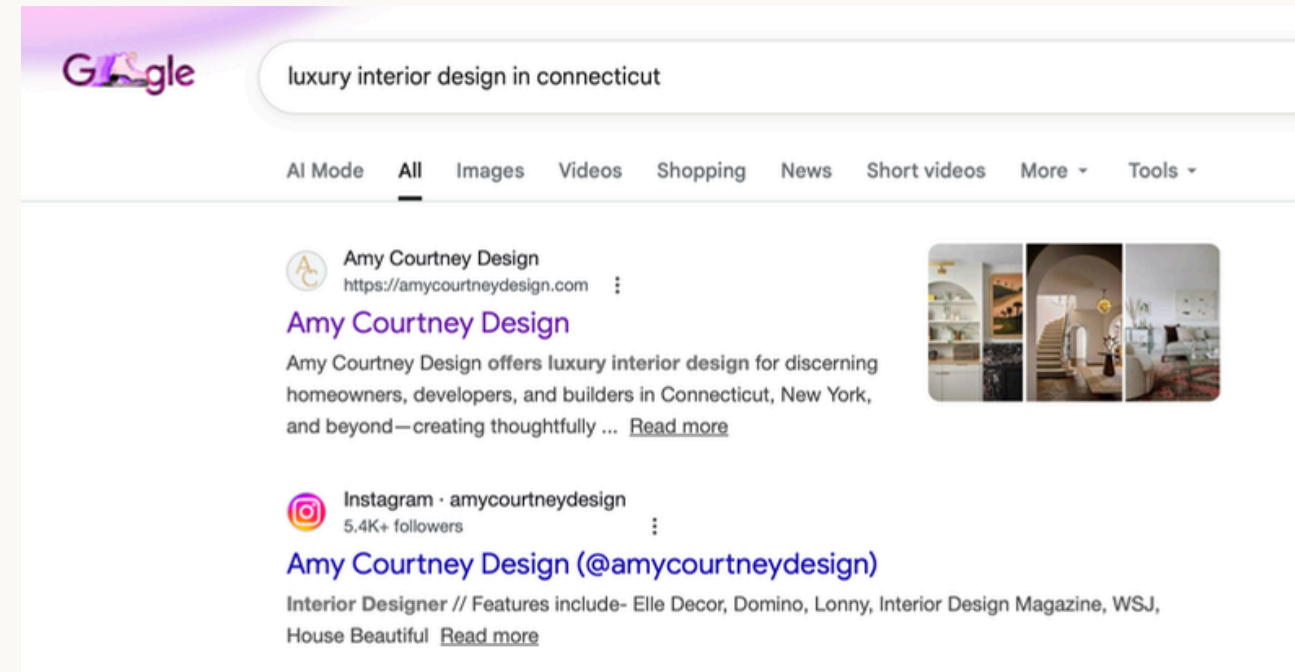 Google
luxury interior design in connecticut
AI Mode All Images Videos Shopping News Short videos More Tools
AC
Amy Courtney Design
https://amycourtneydesign.com
Amy Courtney Design
Amy Courtney Design offers luxury interior design for discerning
homeowners, developers, and builders in Connecticut, New York,
and beyond—creating thoughtfully ... Read more
Instagram · amycourtneydesign
5.4K+ followers
Amy Courtney Design (@amycourtneydesign)
Interior Designer // Features include- Elle Decor, Domino, Lonny, Interior Design Magazine, WSJ,
House Beautiful Read more